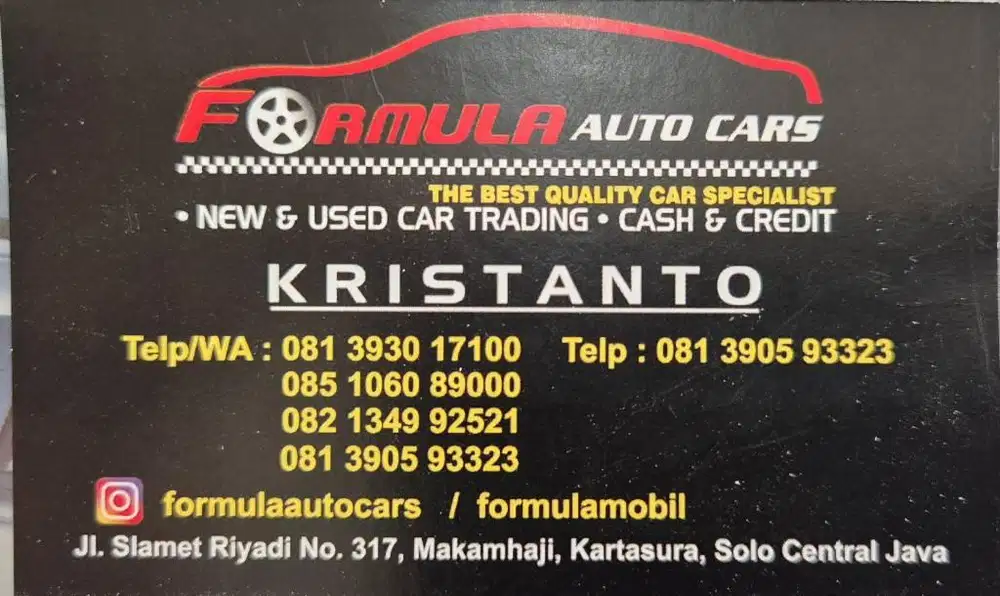 FORMULA AUTO CARS
THE BEST QUALITY CAR SPECIALIST
• NEW & USED CAR TRADING • CASH & CREDIT
KRISTANTO
Telp/WA : 081 3930 17100 Telp : 081 3905 93323
085 1060 89000
082 1349 92521
081 3905 93323
formulaautocars / formulamobil
Jl. Slamet Riyadi No. 317, Makamhaji, Kartasura, Solo Central Java